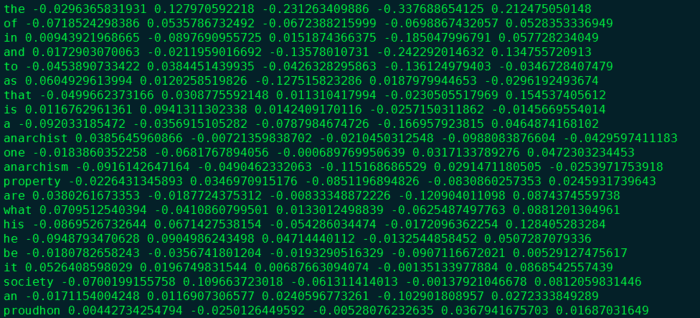 the -0.0296365831931 0.127970592218 -0.231263409886 -0.337688654125 0.212475050148
of -0.0718524298386 0.0535786732492 -0.0672388215999 -0.0698867432057 0.0528353336949
in 0.00943921968665 -0.0897690955725 0.0151874366375 -0.185047996791 0.057728234049
and 0.0172903070063 -0.0211959016692 -0.13578010731 -0.242292014632 0.134755720913
to -0.0453890733422 0.0384451439935 -0.0426328295863 -0.136124979403 -0.0346728407479
as 0.0604929613994 0.0120258519826 -0.127515823286 0.0187979944653 -0.0296192493674
that -0.0499662373166 0.0308775592148 0.011310417994 -0.0230505517969 0.154537405612
is 0.0116762961361 0.0941311302338 0.0142409170116 -0.0257150311862 -0.0145669554014
a -0.092033185472 -0.0356915105282 -0.0787984674726 -0.166957923815 0.0464874168102
anarchist 0.0385645960866 -0.00721359838702 -0.0210450312548 -0.0988083876604 -0.0429597411183
one -0.0183860352258 -0.0681767894056 -0.000689769950639 0.0317133789276 0.0472303234453
anarchism -0.0916142647164 -0.0490462332063 -0.115168686529 0.0291471180505 -0.0253971753918
property -0.0226431345893 0.0346970915176 -0.0851196894826 -0.0830860257353 0.0245931739643
are 0.0380261673353 -0.0187724375312 -0.00833348872226 -0.120904011098 0.0874374559738
what 0.0709512540394 -0.0410860799501 0.0133012498839 -0.0625487497763 0.0881201304961
his -0.0869526732644 0.0671427538154 -0.054286034474 -0.0172096362254 0.128405283284
he -0.0948793470628 0.0904986243498 0.04714440112 -0.0132544858452 0.0507287079336
be -0.0180782658243 -0.0356741801204 -0.0193290516329 -0.0907116672021 0.00529127475617
it 0.0526408598029 0.0196749831544 0.00687663094074 -0.00135133977884 0.0868542557439
society -0.0700199155758 0.109663723018 -0.061311414013 -0.00137921046678 0.0812059831446
an -0.0171154004248 0.0116907306577 0.0240596773261 -0.102901808957 0.0272333849289
proudhon 0.00442734254794 -0.0250126449592 -0.00528076232635 0.0367941675703 0.01687031649